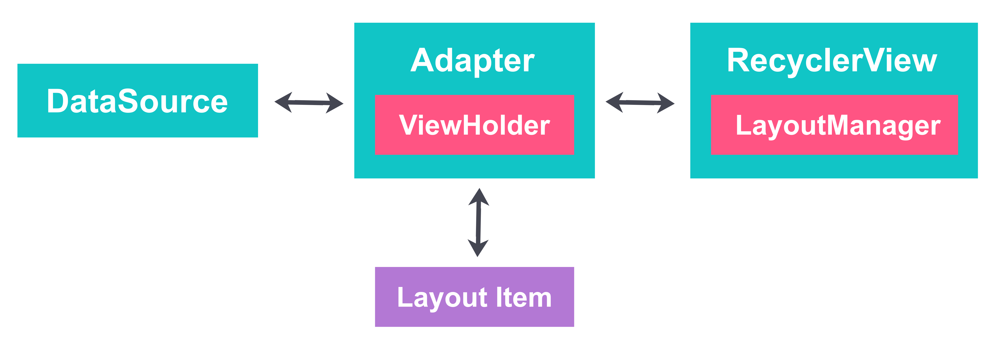 DataSource
Adapter
ViewHolder
RecyclerView
LayoutManager
Layout Item